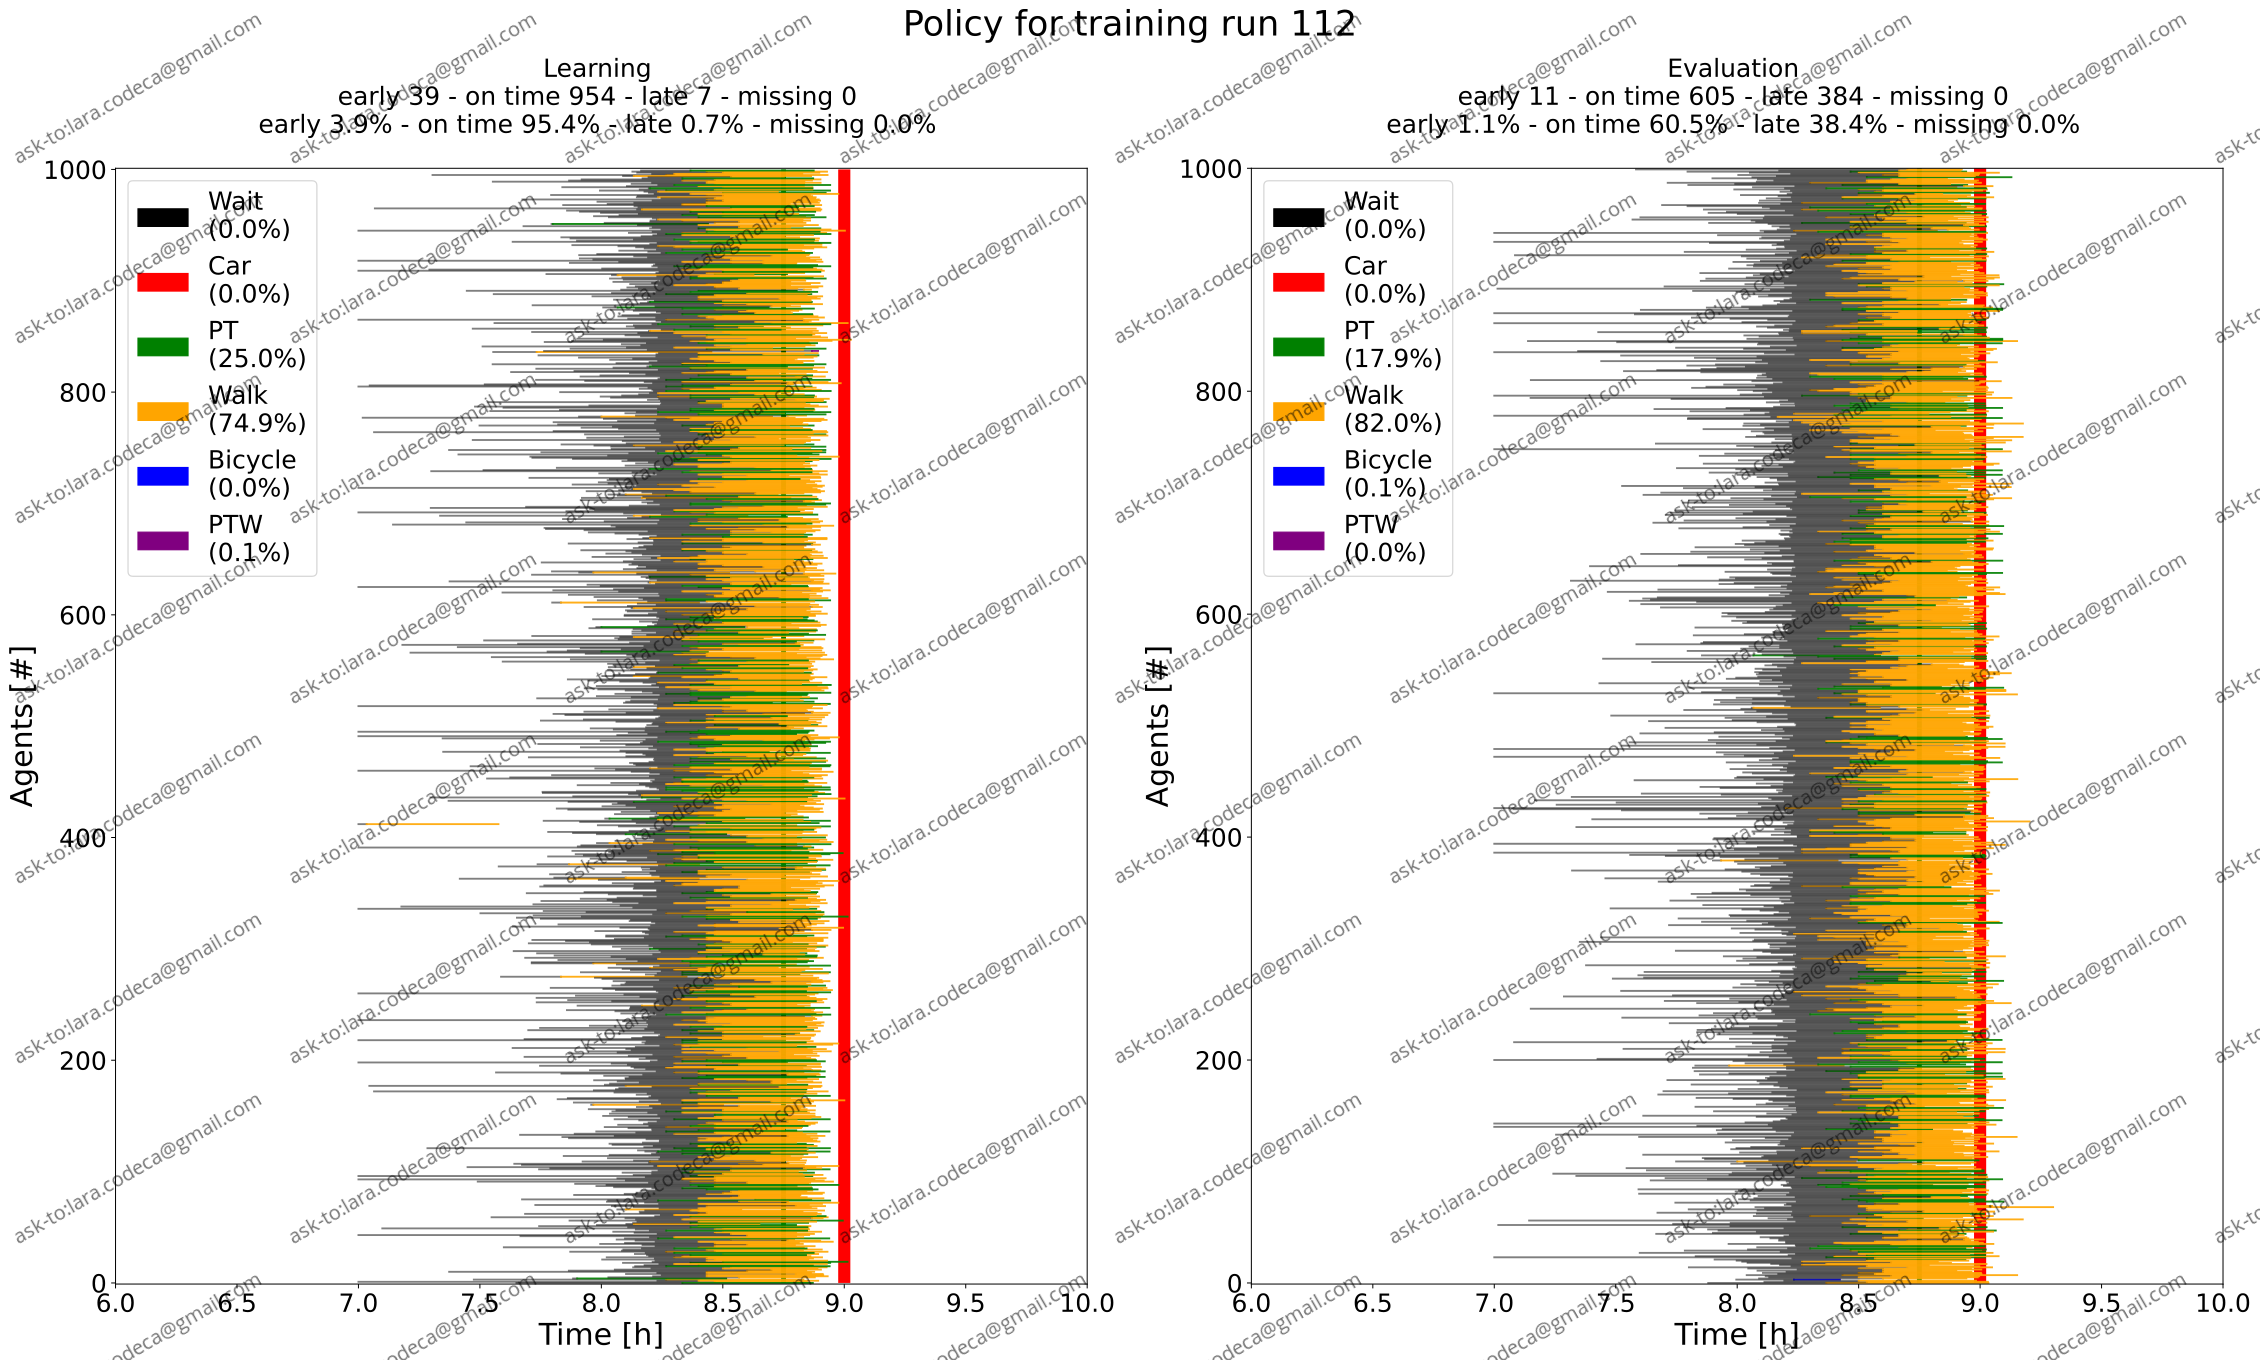 Policy for training run 112
Learning
early 39 - on time 954 - late 7 - missing 0
early 3.9% - on time 95.4% - late 0.7% - missing 0.0%
1000
800
600
400
200
0
Agents [#]
Wait
(0.0%)
Car
(0.0%)
PT
(25.0%)
Walk
(74.9%)
Bicycle
(0.0%)
PTW
(0.1%)
6.0 6.5 7.0 7.5 8.0 8.5 9.0 9.5 10.0
Time [h]
Evaluation
early 11 - on time 605 - late 384 - missing 0
early 1.1% - on time 60.5% - late 38.4% - missing 0.0%
1000
800
600
400
200
0
Agents [#]
Wait
(0.0%)
Car
(0.0%)
PT
(17.9%)
Walk
(82.0%)
Bicycle
(0.1%)
PTW
(0.0%)
6.0 6.5 7.0 7.5 8.0 8.5 9.0 9.5 10.0
Time [h]
ask-to:lara.codeca@gmail.com